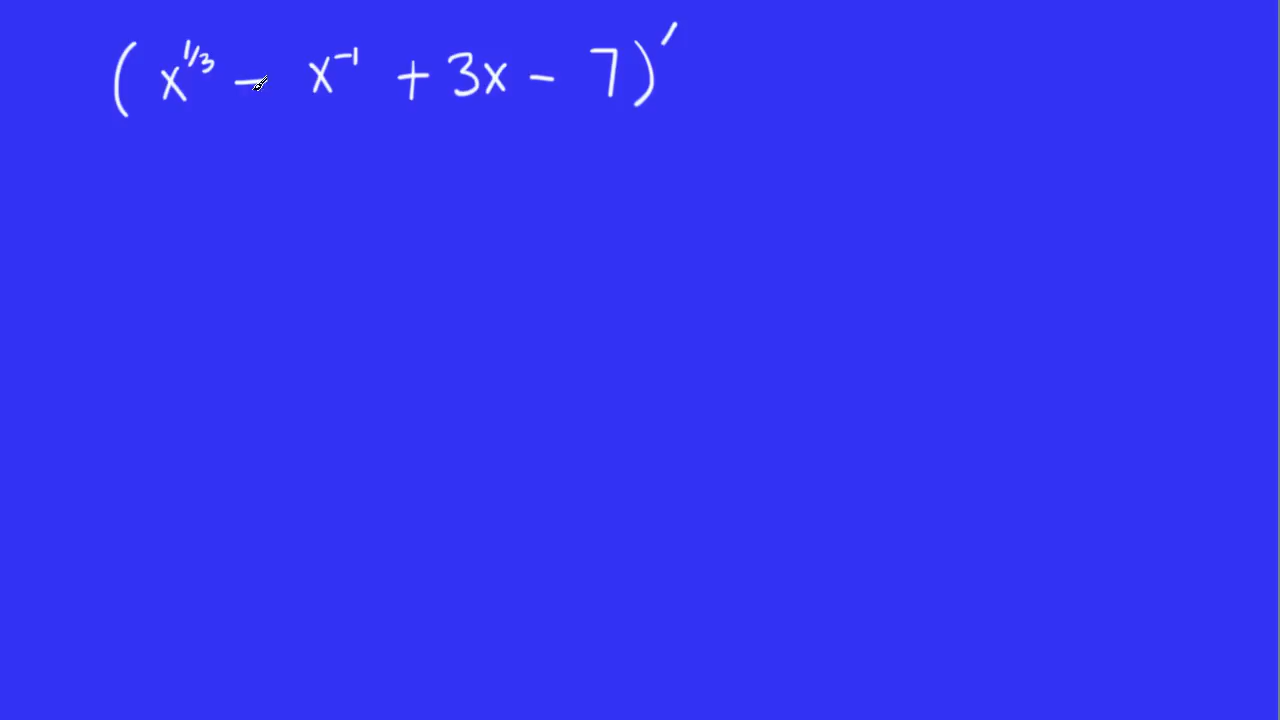 ( x^{1/3} - x^{-1} + 3x - 7 )'